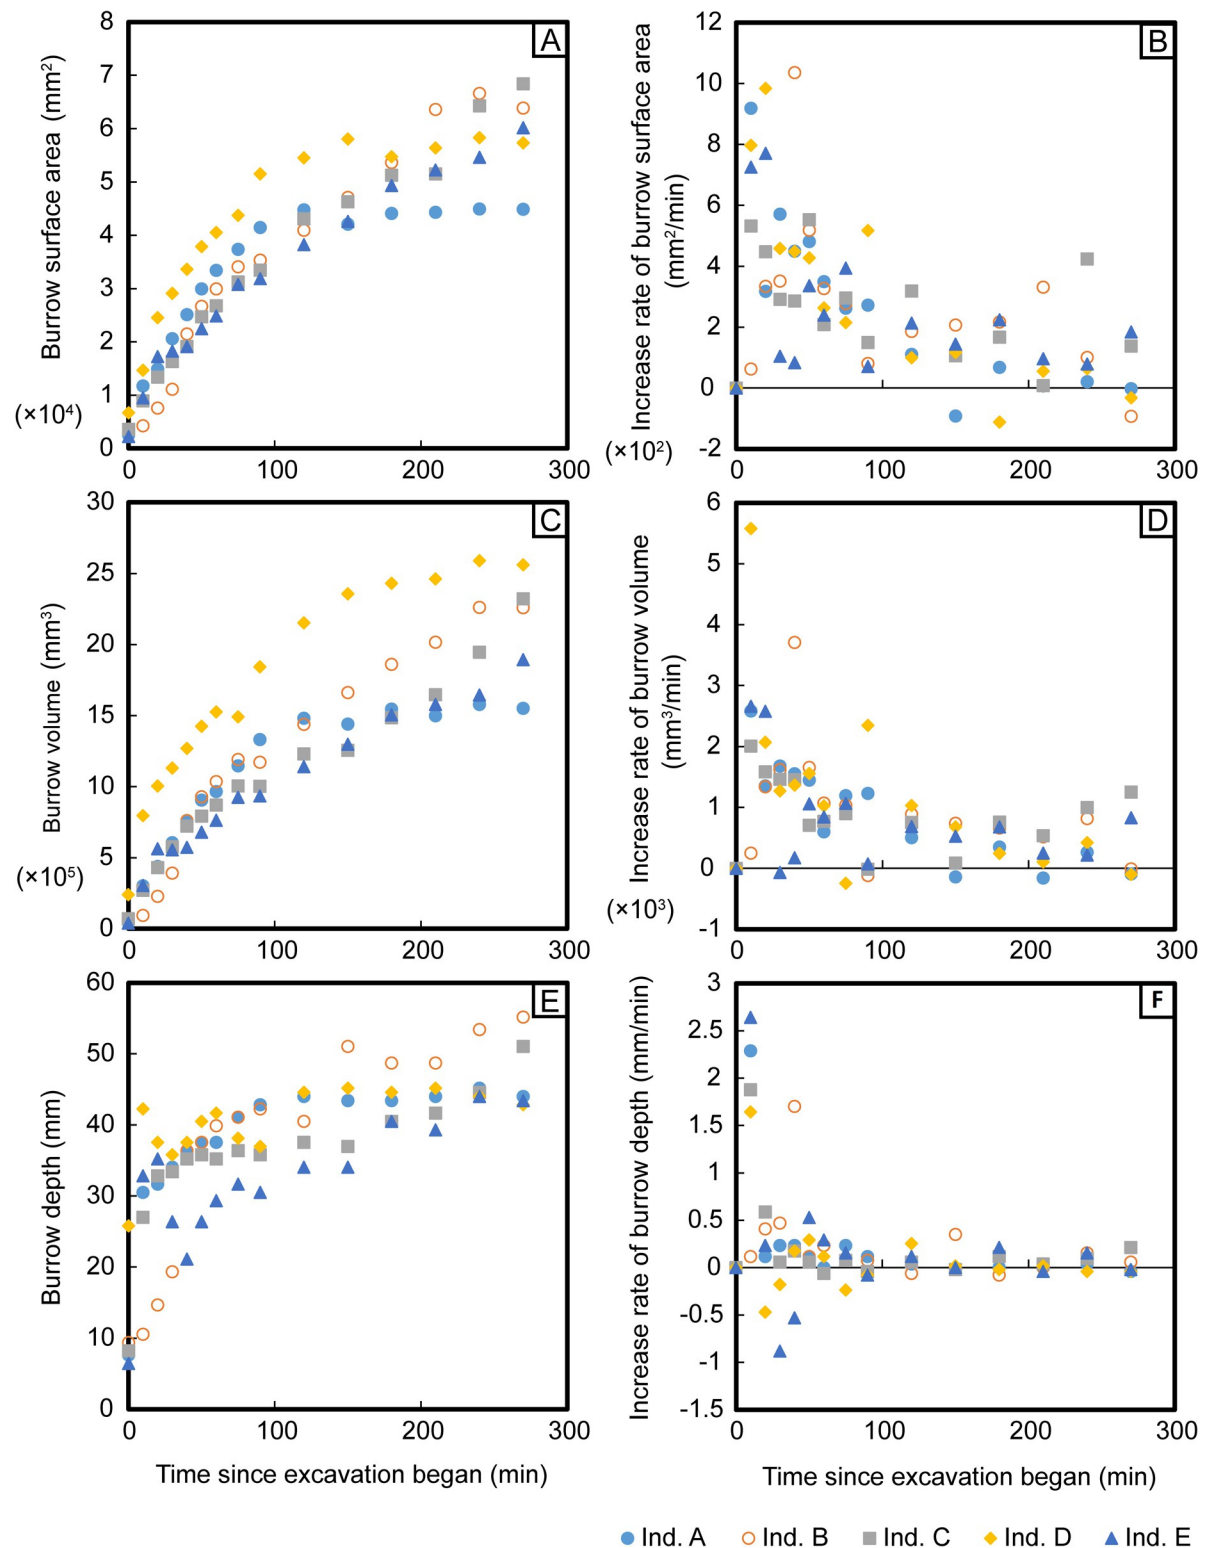 A
Burrow surface area (mm²)
(×10⁴)
8
7
6
5
4
3
2
1
0
0 100 200 300
B
Increase rate of burrow surface area
(mm²/min)
(×10²)
12
10
8
6
4
2
0
-2
0 100 200 300
C
Burrow volume (mm³)
(×10⁵)
30
25
20
15
10
5
0
0 100 200 300
D
Increase rate of burrow volume
(mm³/min)
(×10³)
6
5
4
3
2
1
0
-1
0 100 200 300
E
Burrow depth (mm)
60
50
40
30
20
10
0
0 100 200 300
Time since excavation began (min)
F
Increase rate of burrow depth (mm/min)
3
2.5
2
1.5
1
0.5
0
-0.5
-1
-1.5
0 100 200 300
Time since excavation began (min)
Ind. A Ind. B Ind. C Ind. D Ind. E